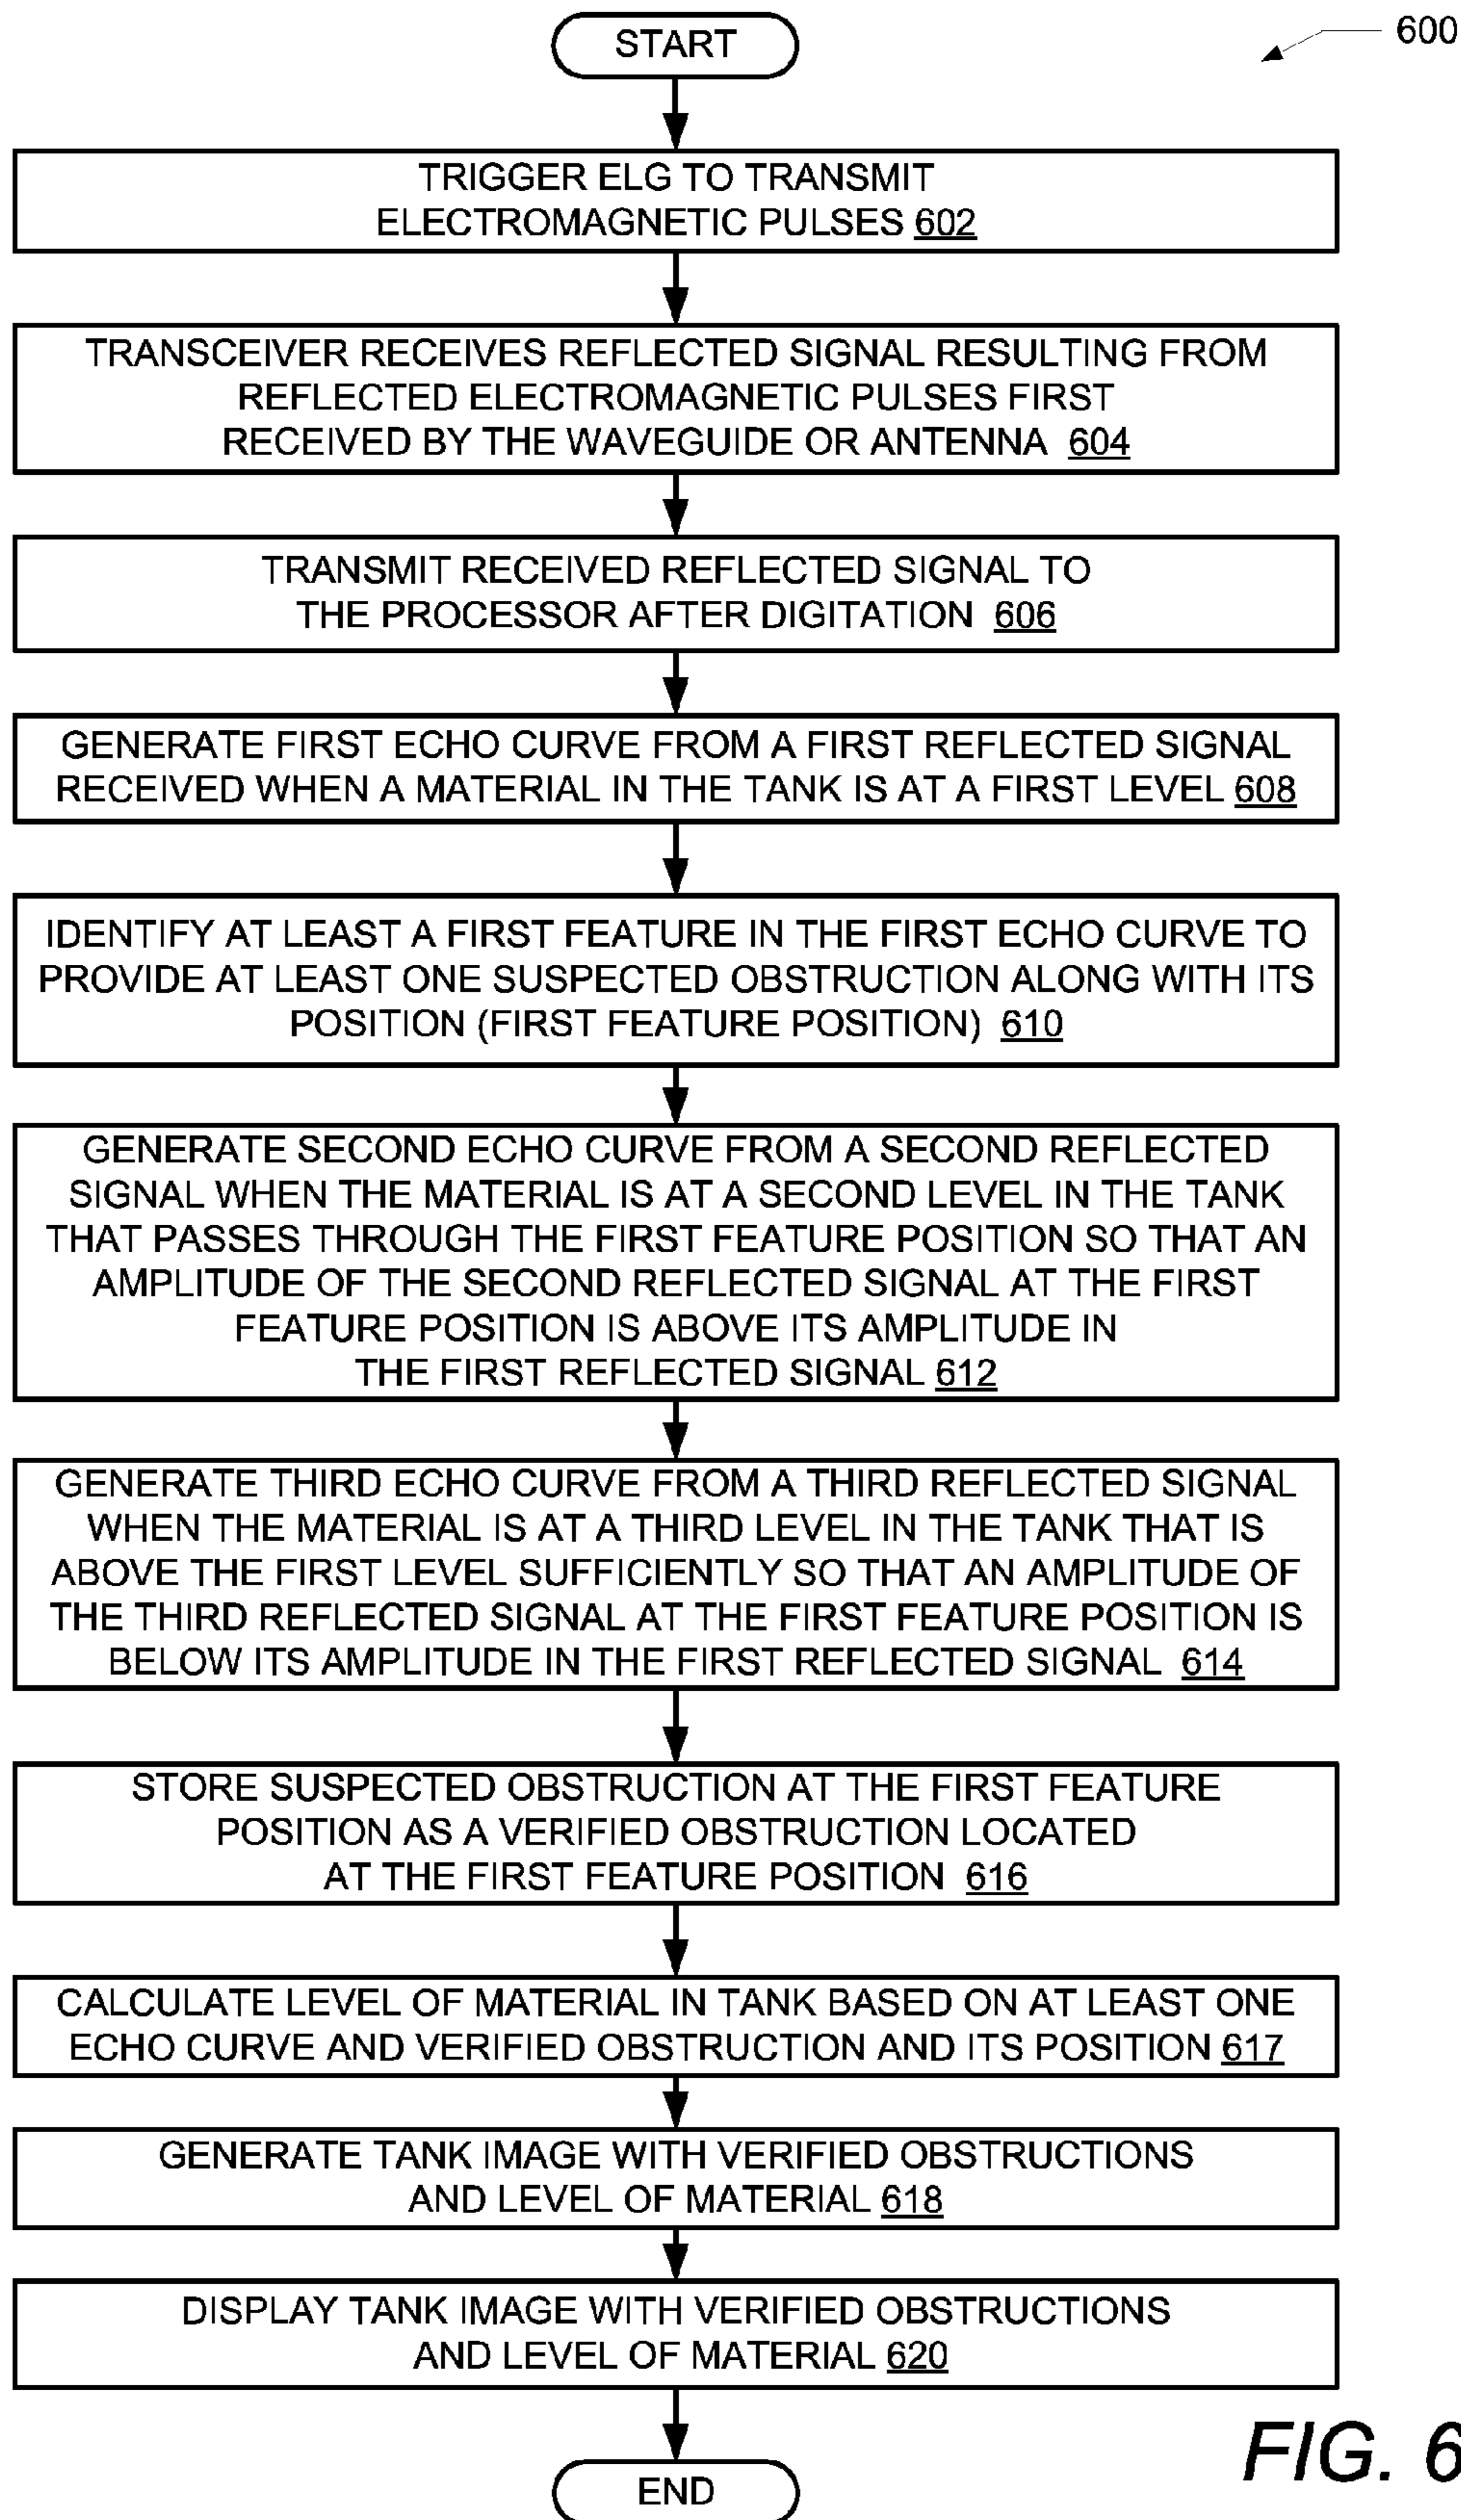 START
600
TRIGGER ELG TO TRANSMIT
ELECTROMAGNETIC PULSES 602
TRANSCEIVER RECEIVES REFLECTED SIGNAL RESULTING FROM
REFLECTED ELECTROMAGNETIC PULSES FIRST
RECEIVED BY THE WAVEGUIDE OR ANTENNA 604
TRANSMIT RECEIVED REFLECTED SIGNAL TO
THE PROCESSOR AFTER DIGITATION 606
GENERATE FIRST ECHO CURVE FROM A FIRST REFLECTED SIGNAL
RECEIVED WHEN A MATERIAL IN THE TANK IS AT A FIRST LEVEL 608
IDENTIFY AT LEAST A FIRST FEATURE IN THE FIRST ECHO CURVE TO
PROVIDE AT LEAST ONE SUSPECTED OBSTRUCTION ALONG WITH ITS
POSITION (FIRST FEATURE POSITION) 610
GENERATE SECOND ECHO CURVE FROM A SECOND REFLECTED
SIGNAL WHEN THE MATERIAL IS AT A SECOND LEVEL IN THE TANK
THAT PASSES THROUGH THE FIRST FEATURE POSITION SO THAT AN
AMPLITUDE OF THE SECOND REFLECTED SIGNAL AT THE FIRST
FEATURE POSITION IS ABOVE ITS AMPLITUDE IN
THE FIRST REFLECTED SIGNAL 612
GENERATE THIRD ECHO CURVE FROM A THIRD REFLECTED SIGNAL
WHEN THE MATERIAL IS AT A THIRD LEVEL IN THE TANK THAT IS
ABOVE THE FIRST LEVEL SUFFICIENTLY SO THAT AN AMPLITUDE OF
THE THIRD REFLECTED SIGNAL AT THE FIRST FEATURE POSITION IS
BELOW ITS AMPLITUDE IN THE FIRST REFLECTED SIGNAL 614
STORE SUSPECTED OBSTRUCTION AT THE FIRST FEATURE
POSITION AS A VERIFIED OBSTRUCTION LOCATED
AT THE FIRST FEATURE POSITION 616
CALCULATE LEVEL OF MATERIAL IN TANK BASED ON AT LEAST ONE
ECHO CURVE AND VERIFIED OBSTRUCTION AND ITS POSITION 617
GENERATE TANK IMAGE WITH VERIFIED OBSTRUCTIONS
AND LEVEL OF MATERIAL 618
DISPLAY TANK IMAGE WITH VERIFIED OBSTRUCTIONS
AND LEVEL OF MATERIAL 620
END
FIG. 6